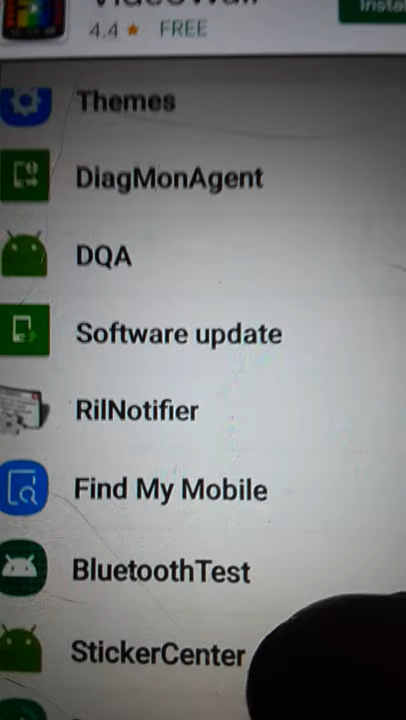 4.4 ★ FREE
Themes
DiagMonAgent
DQA
Software update
RilNotifier
Find My Mobile
BluetoothTest
StickerCenter